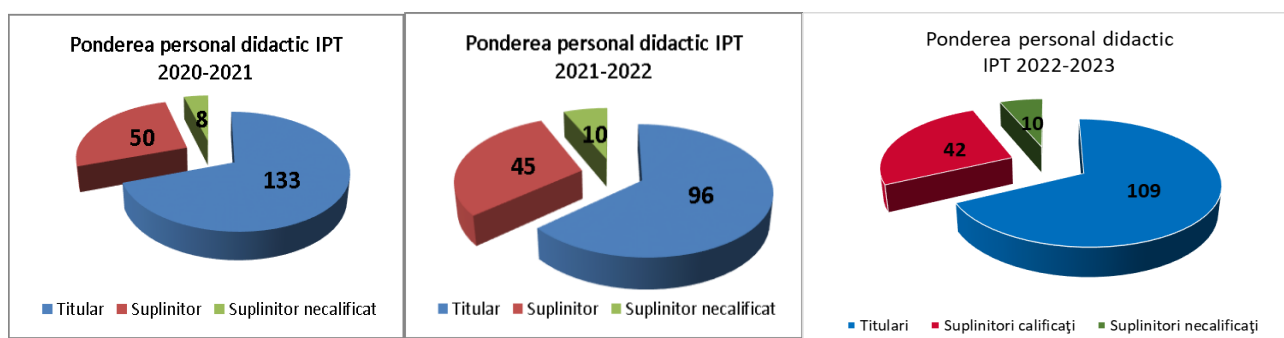 Ponderea personal didactic IPT
2020-2021
8
50
133
Titular Suplinitor Suplinitor necalificat
Ponderea personal didactic IPT
2021-2022
10
45
96
Titular Suplinitor Suplinitor necalificat
Ponderea personal didactic
IPT 2022-2023
10
42
109
Titulari Suplinitori calificaţi Suplinitori necalificaţi